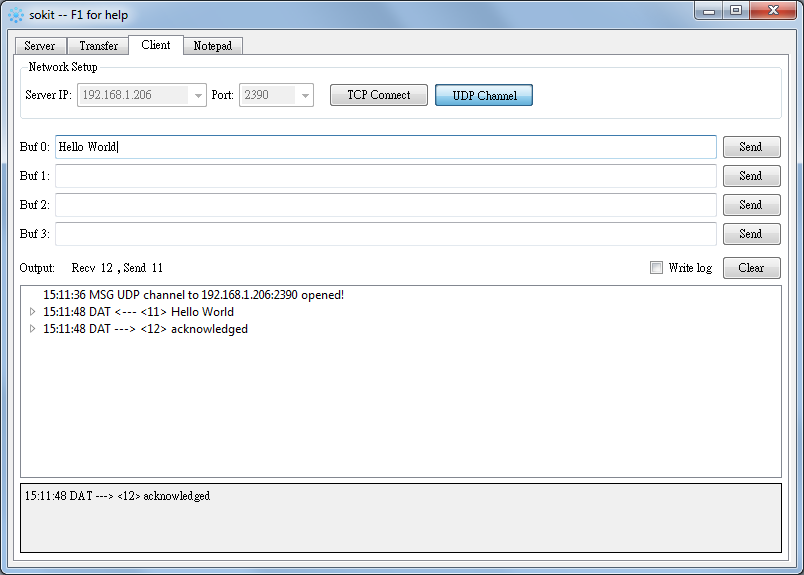 sokit -- F1 for help
Server Transfer Client Notepad
Network Setup
Server IP: 192.168.1.206 Port: 2390 TCP Connect UDP Channel
Buf 0: Hello World Send
Buf 1: Send
Buf 2: Send
Buf 3: Send
Output: Recv 12 , Send 11 Write log Clear
15:11:36 MSG UDP channel to 192.168.1.206:2390 opened!
15:11:48 DAT <--- <11> Hello World
15:11:48 DAT ---> <12> acknowledged
15:11:48 DAT ---> <12> acknowledged